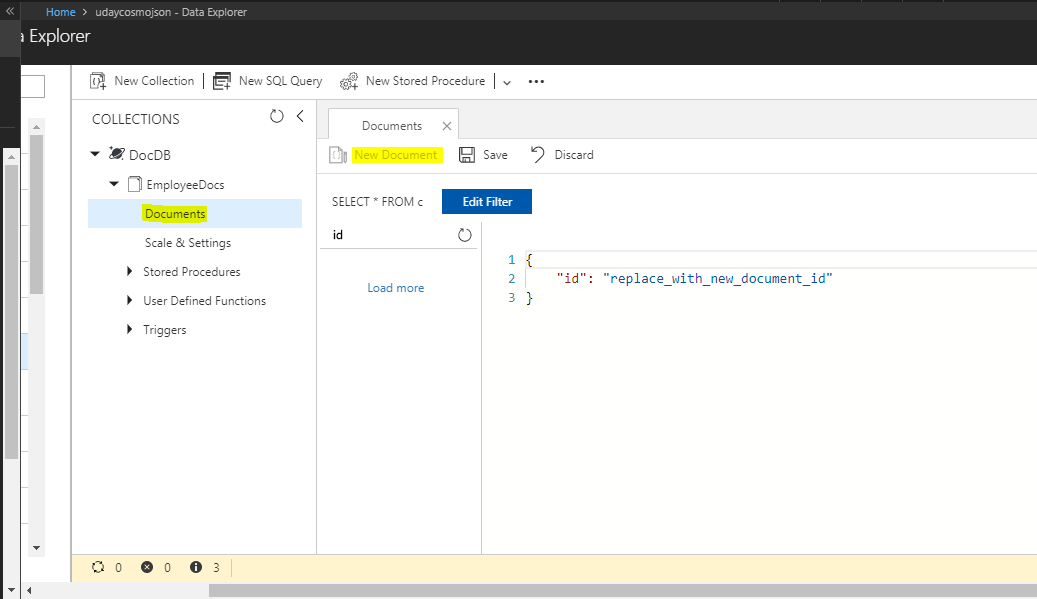 Home > udaycosmojson - Data Explorer
a Explorer
New Collection New SQL Query New Stored Procedure
COLLECTIONS
DocDB
EmployeeDocs
Documents
Scale & Settings
Stored Procedures
User Defined Functions
Triggers
Documents
New Document Save Discard
SELECT * FROM c Edit Filter
id
Load more
1 {
2 "id": "replace_with_new_document_id"
3 }
0 0 3